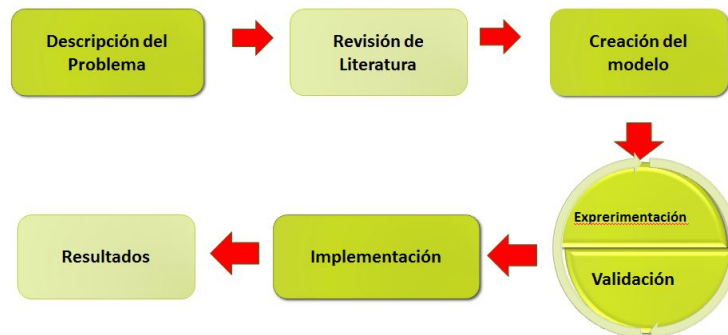 Descripción del
Problema
Revisión de
Literatura
Creación del
modelo
Exprerimentación
Validación
Implementación
Resultados